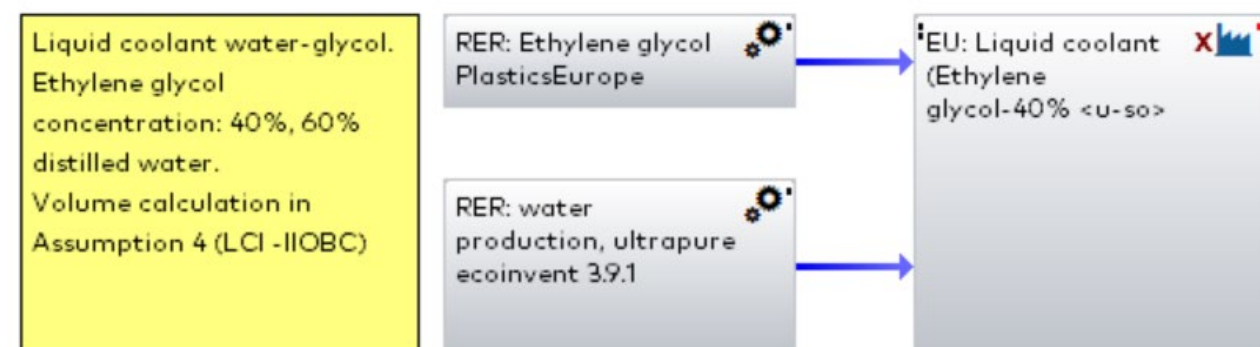 Liquid coolant water-glycol.
Ethylene glycol
concentration: 40%, 60%
distilled water.
Volume calculation in
Assumption 4 (LCI -IIOBC)
RER: Ethylene glycol
PlasticsEurope
RER: water
production, ultrapure
ecoinvent 3.9.1
EU: Liquid coolant
(Ethylene
glycol-40% <u-so>
X